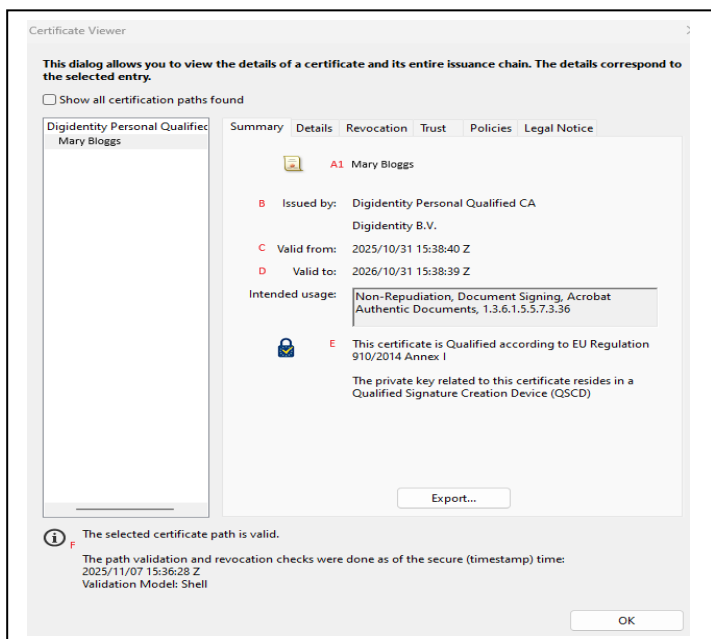 Certificate Viewer
This dialog allows you to view the details of a certificate and its entire issuance chain. The details correspond to
the selected entry.
Show all certification paths found
Digidentity Personal Qualified
Mary Bloggs
Summary Details Revocation Trust Policies Legal Notice
A1 Mary Bloggs
B Issued by: Digidentity Personal Qualified CA
Digidentity B.V.
C Valid from: 2025/10/31 15:38:40 Z
D Valid to: 2026/10/31 15:38:39 Z
Intended usage: Non-Repudiation, Document Signing, Acrobat
Authentic Documents, 1.3.6.1.5.5.7.3.36
E This certificate is Qualified according to EU Regulation
910/2014 Annex I
The private key related to this certificate resides in a
Qualified Signature Creation Device (QSCD)
Export...
The selected certificate path is valid.
F
The path validation and revocation checks were done as of the secure (timestamp) time:
2025/11/07 15:36:28 Z
Validation Model: Shell
OK